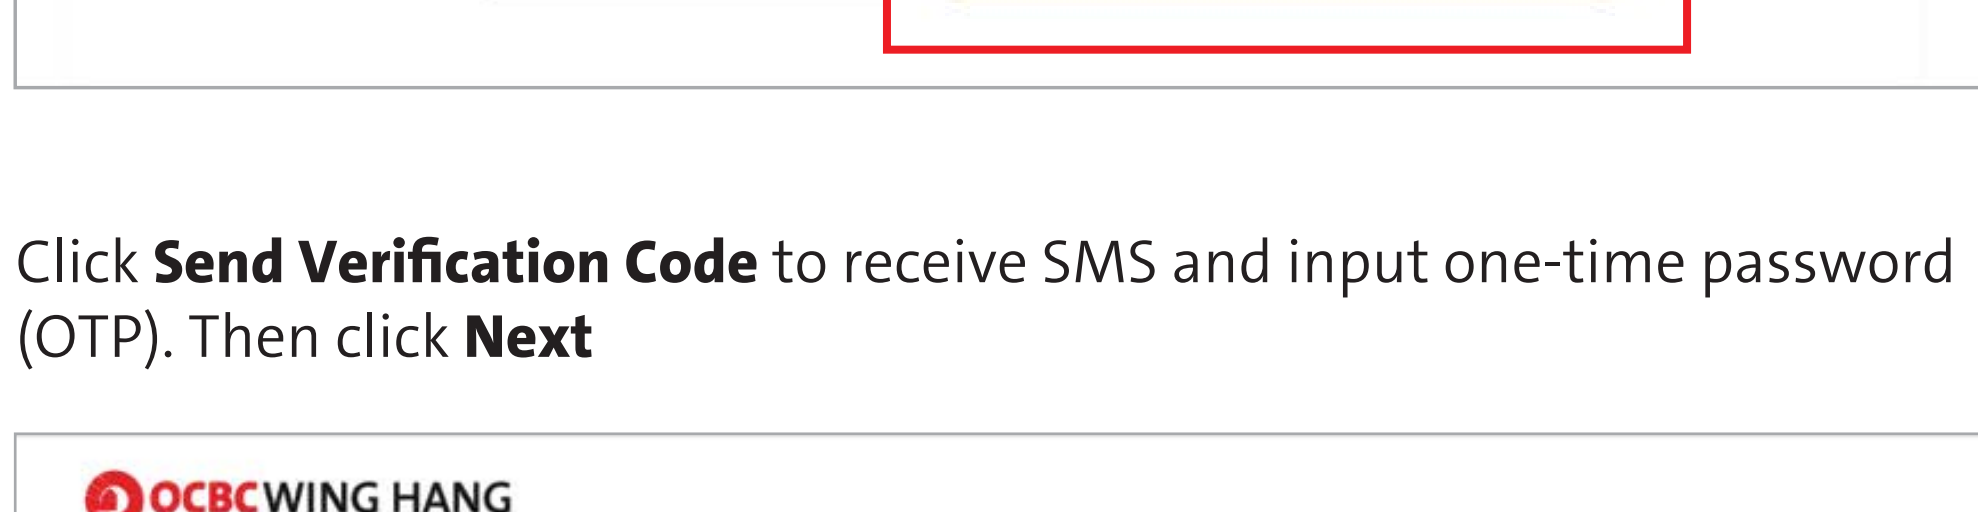 Click Send Verification Code to receive SMS and input one-time password
(OTP). Then click Next
OCBC WING HANG